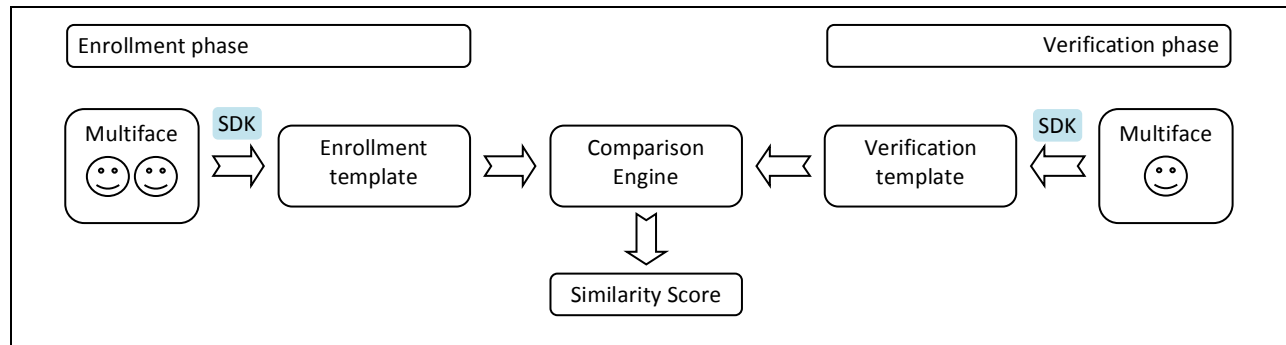 Enrollment phase
Verification phase
Multiface
SDK
Enrollment
template
Comparison
Engine
Verification
template
SDK
Multiface
Similarity Score